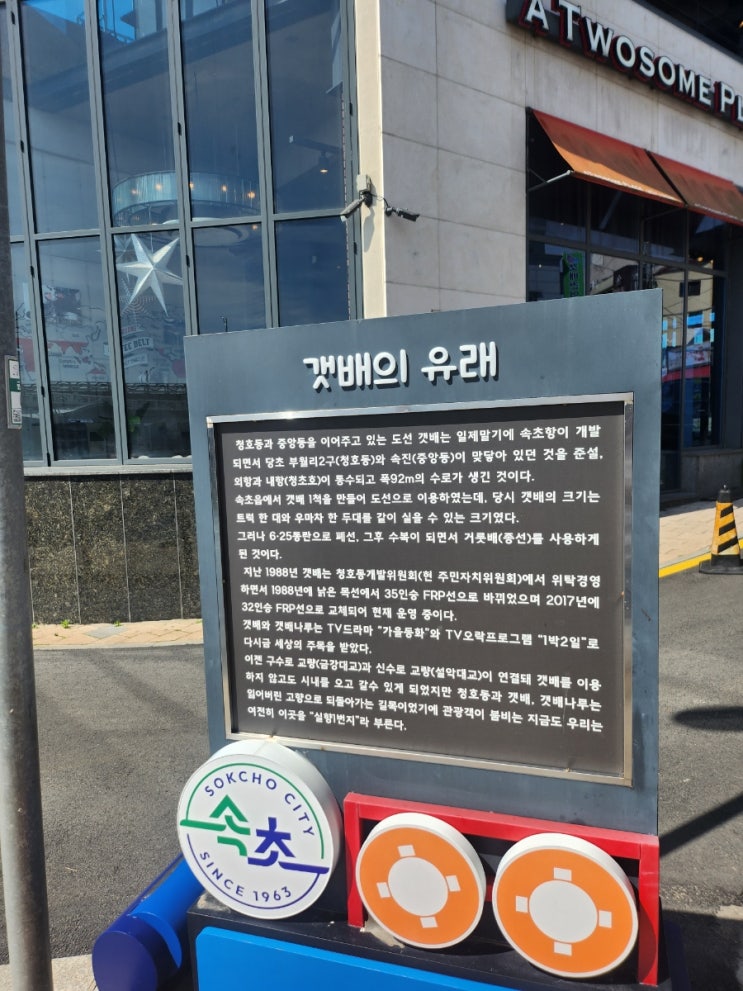 A TWOSOME PL
갯배의 유래
청호동과 중앙동을 이어주고 있는 도선 갯배는 일제말기에 속초항이 개발
되면서 당초 부월리2구(청호동)와 속진(중앙동)이 맞닿아 있던 것을 준설,
외항과 내항(청초호)이 통수되고 폭92m의 수로가 생긴 것이다.
속초읍에서 갯배 1척을 만들어 도선으로 이용하였는데, 당시 갯배의 크기는
트럭 한 대와 우마차 한 두대를 같이 실을 수 있는 크기였다.
그러나 6·25동란으로 폐선, 그후 수복이 되면서 거룻배(종선)를 사용하게
된 것이다.
지난 1988년 갯배는 청호동개발위원회(현 주민자치위원회)에서 위탁경영
하면서 1988년에 낡은 목선에서 35인승 FRP선으로 바뀌었으며 2017년에
32인승 FRP선으로 교체되어 현재 운영 중이다.
갯배와 갯배나루는 TV드라마 "가을동화"와 TV오락프로그램 "1박2일"로
다시금 세상의 주목을 받았다.
이젠 구수로 교량(금강대교)과 신수로 교량(설악대교)이 연결돼 갯배를 이용
하지 않고도 시내를 오고 갈수 있게 되었지만 청호동과 갯배, 갯배나루는
잃어버린 고향으로 되돌아가는 길목이었기에 관광객이 붐비는 지금도 우리는
여전히 이곳을 "실향1번지"라 부른다.
SOKCHO CITY
속초
SINCE 1963